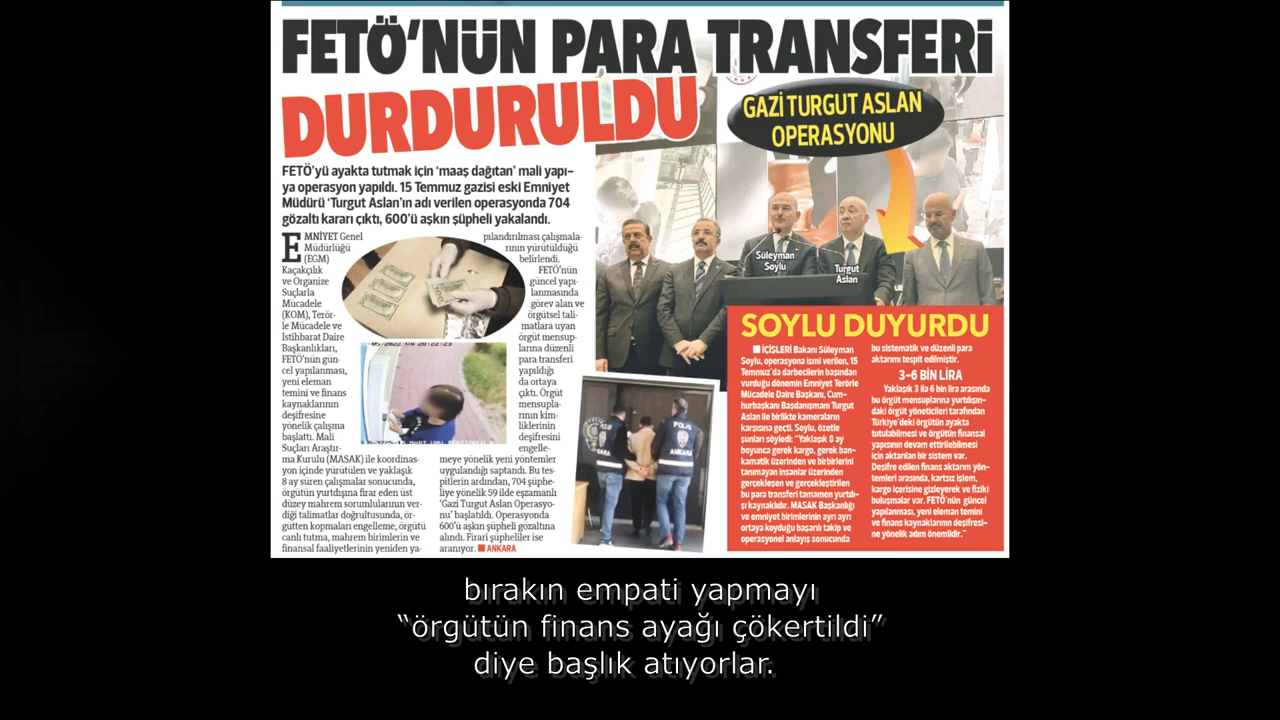 FETÖ'NÜN PARA TRANSFERİ
DURDURULDU
GAZİ TURGUT ASLAN
OPERASYONU
FETÖ'yü ayakta tutmak için 'maaş dağıtan' mali yapı-
ya operasyon yapıldı. 15 Temmuz gazisi eski Emniyet
Müdürü 'Turgut Aslan'ın adı verilen operasyonda 704
gözaltı kararı çıktı, 600'ü aşkın şüpheli yakalandı.
EMNİYET Genel
Müdürlüğü
(EGM)
Kaçakçılık
ve Organize
Suçlarla
Mücadele
(KOM), Terör-
le Mücadele ve
İstihbarat Daire
Başkanlıkları,
FETÖ'nün gün-
cel yapılanması,
yeni eleman
temini ve finans
kaynaklarının
deşifresine
yönelik çalışma
başlattı. Mali
Suçları Araştır-
ma Kurulu (MASAK) ile koordinas-
yon içinde yürütülen ve yaklaşık
8 ay süren çalışmalar sonucunda,
örgütün yurtdışına firar eden üst
düzey mahrem sorumlularının ver-
diği talimatlar doğrultusunda, ör-
gütten kopmaları engelleme, örgütü
canlı tutma, mahrem birimlerin ve
finansal faaliyetlerinin yeniden ya-
pılandırılması çalışmala-
rının yürütüldüğü
belirlendi.
FETÖ'nün
güncel yapı-
lanmasında
görev alan ve
örgütsel tali-
matlara uyan
örgüt mensup-
larına düzenli
para transferi
yapıldığı
da ortaya
çıktı. Örgüt
mensupla-
rının kim-
liklerinin
deşifresini
engelle-
meye yönelik yeni yöntemler
uygulandığı saptandı. Bu tes-
pitlerin ardından, 704 şüphe-
liye yönelik 59 ilde eşzamanlı
'Gazi Turgut Aslan Operasyo-
nu' başlatıldı. Operasyonda
600'ü aşkın şüpheli gözaltına
alındı. Firari şüpheliler ise
aranıyor. ANKARA
Süleyman
Soylu
Turgut
Aslan
POLİS
ANKARA
SOYLU DUYURDU
İÇİŞLERİ Bakanı Süleyman
Soylu, operasyona ismi verilen, 15
Temmuz'da darbecilerin başından
vurduğu dönemin Emniyet Terörle
Mücadele Daire Başkanı, Cum-
hurbaşkanı Başdanışmanı Turgut
Aslan ile birlikte kameraların
karşısına geçti. Soylu, özetle
şunları söyledi: "Yaklaşık 8 ay
boyunca gerek kargo, gerek ban-
kamatik üzerinden ve birbirlerini
tanımayan insanlar üzerinden
gerçekleşen ve gerçekleştirilen
bu para transferi tamamen yurtdı-
şı kaynaklıdır. MASAK Başkanlığı
ve emniyet birimlerinin ayrı ayrı
ortaya koyduğu başarılı takip ve
operasyonel anlayış sonucunda
bu sistematik ve düzenli para
aktarımı tespit edilmiştir.
3-6 BİN LİRA
Yaklaşık 3 ila 6 bin lira arasında
bu örgüt mensuplarına yurtdışın-
daki örgüt yöneticileri tarafından
Türkiye'deki örgütün ayakta
tutulabilmesi ve örgütün finansal
yapısının devam ettirilebilmesi
için aktarılan bir sistem var.
Deşifre edilen finans aktarım yön-
temleri arasında, kartsız işlem,
kargo içerisine gizleyerek ve fiziki
buluşmalar var. FETÖ'nün güncel
yapılanması, yeni eleman temini
ve finans kaynaklarının deşifresi-
ne yönelik adım önemlidir."
bırakın empati yapmayı
“örgütün finans ayağı çökertildi”
diye başlık atıyorlar.